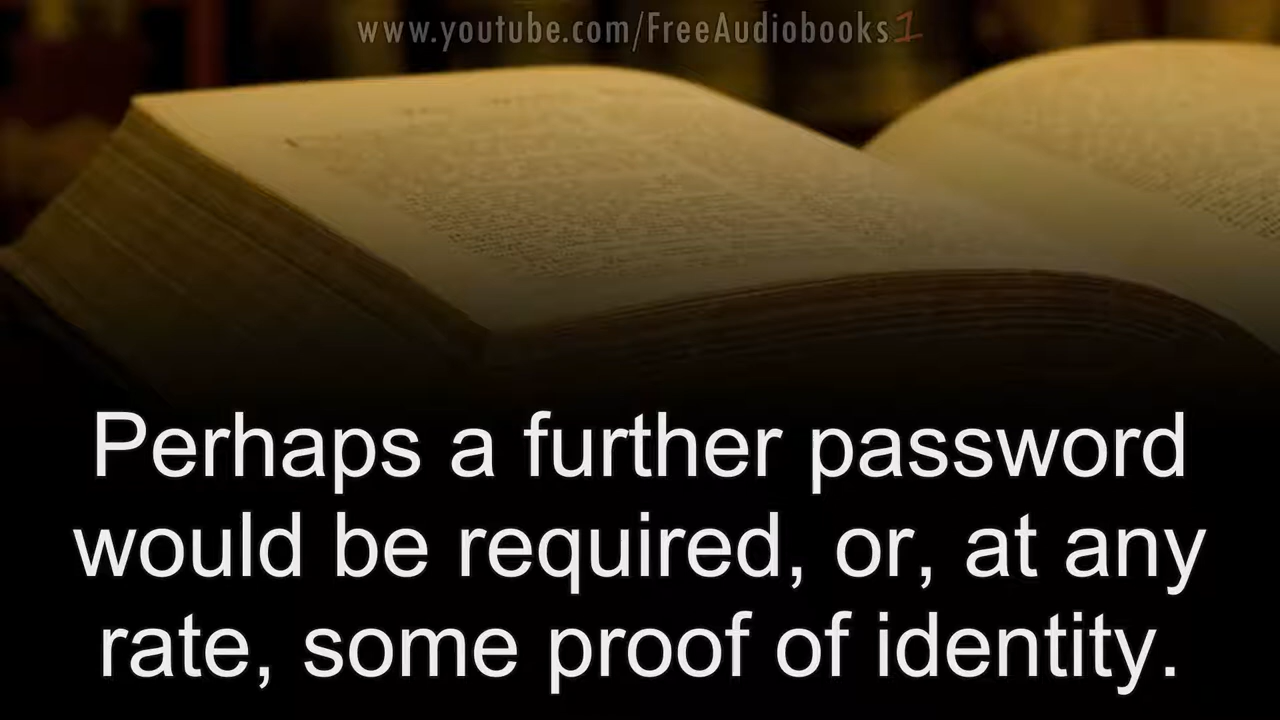 www.youtube.com/FreeAudiobooks1
Perhaps a further password
would be required, or, at any
rate, some proof of identity.